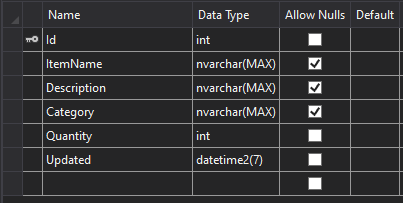 Name Data Type Allow Nulls Default
Id int
ItemName nvarchar(MAX)
Description nvarchar(MAX)
Category nvarchar(MAX)
Quantity int
Updated datetime2(7)